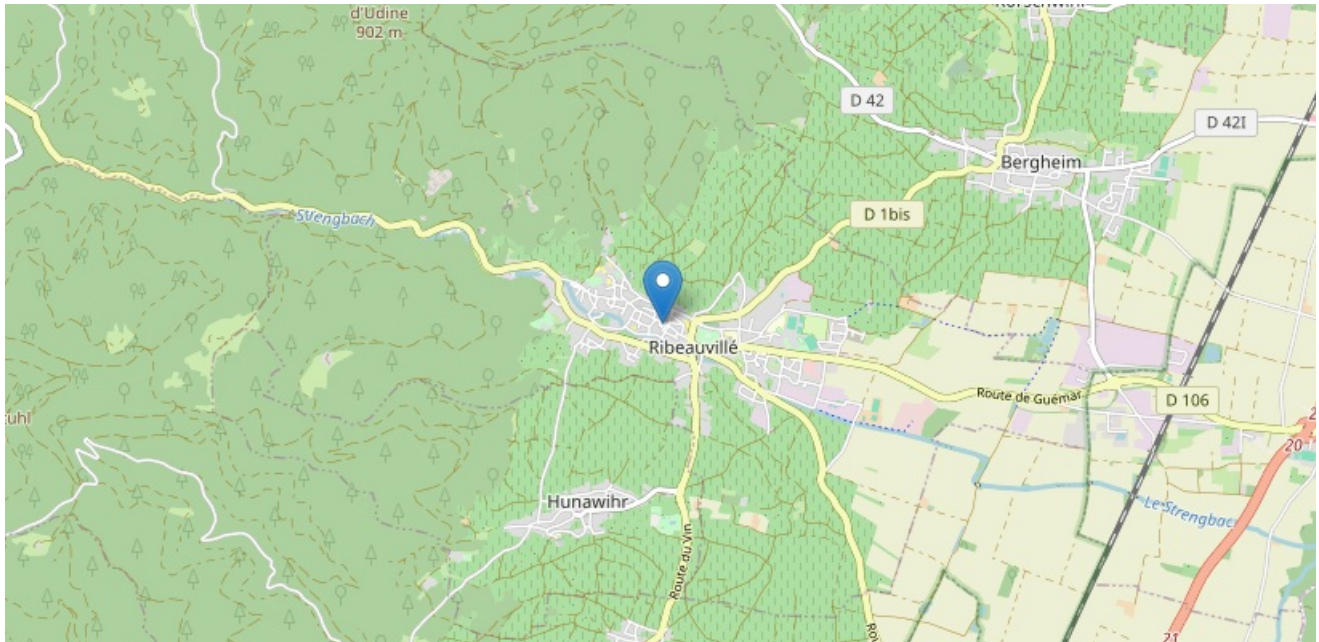 d'Udine
902 m
D 42
D 42I
Bergheim
Strengbach
D 1bis
Ribeauvillé
Route de Guémar
D 106
20
Hunawihr
Le Strengbac
Route du Vin
21